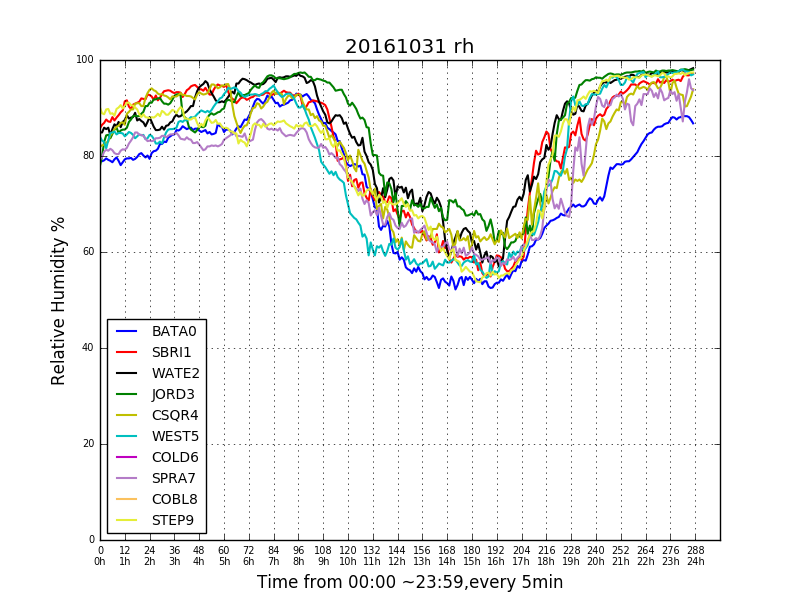 20161031 rh
100
80
60
40
20
0
Relative Humidity %
BATA0
SBRI1
WATE2
JORD3
CSQR4
WEST5
COLD6
SPRA7
COBL8
STEP9
0 12 24 36 48 60 72 84 96 108 120 132 144 156 168 180 192 204 216 228 240 252 264 276 288
0h 1h 2h 3h 4h 5h 6h 7h 8h 9h 10h 11h 12h 13h 14h 15h 16h 17h 18h 19h 20h 21h 22h 23h 24h
Time from 00:00 ~23:59,every 5min